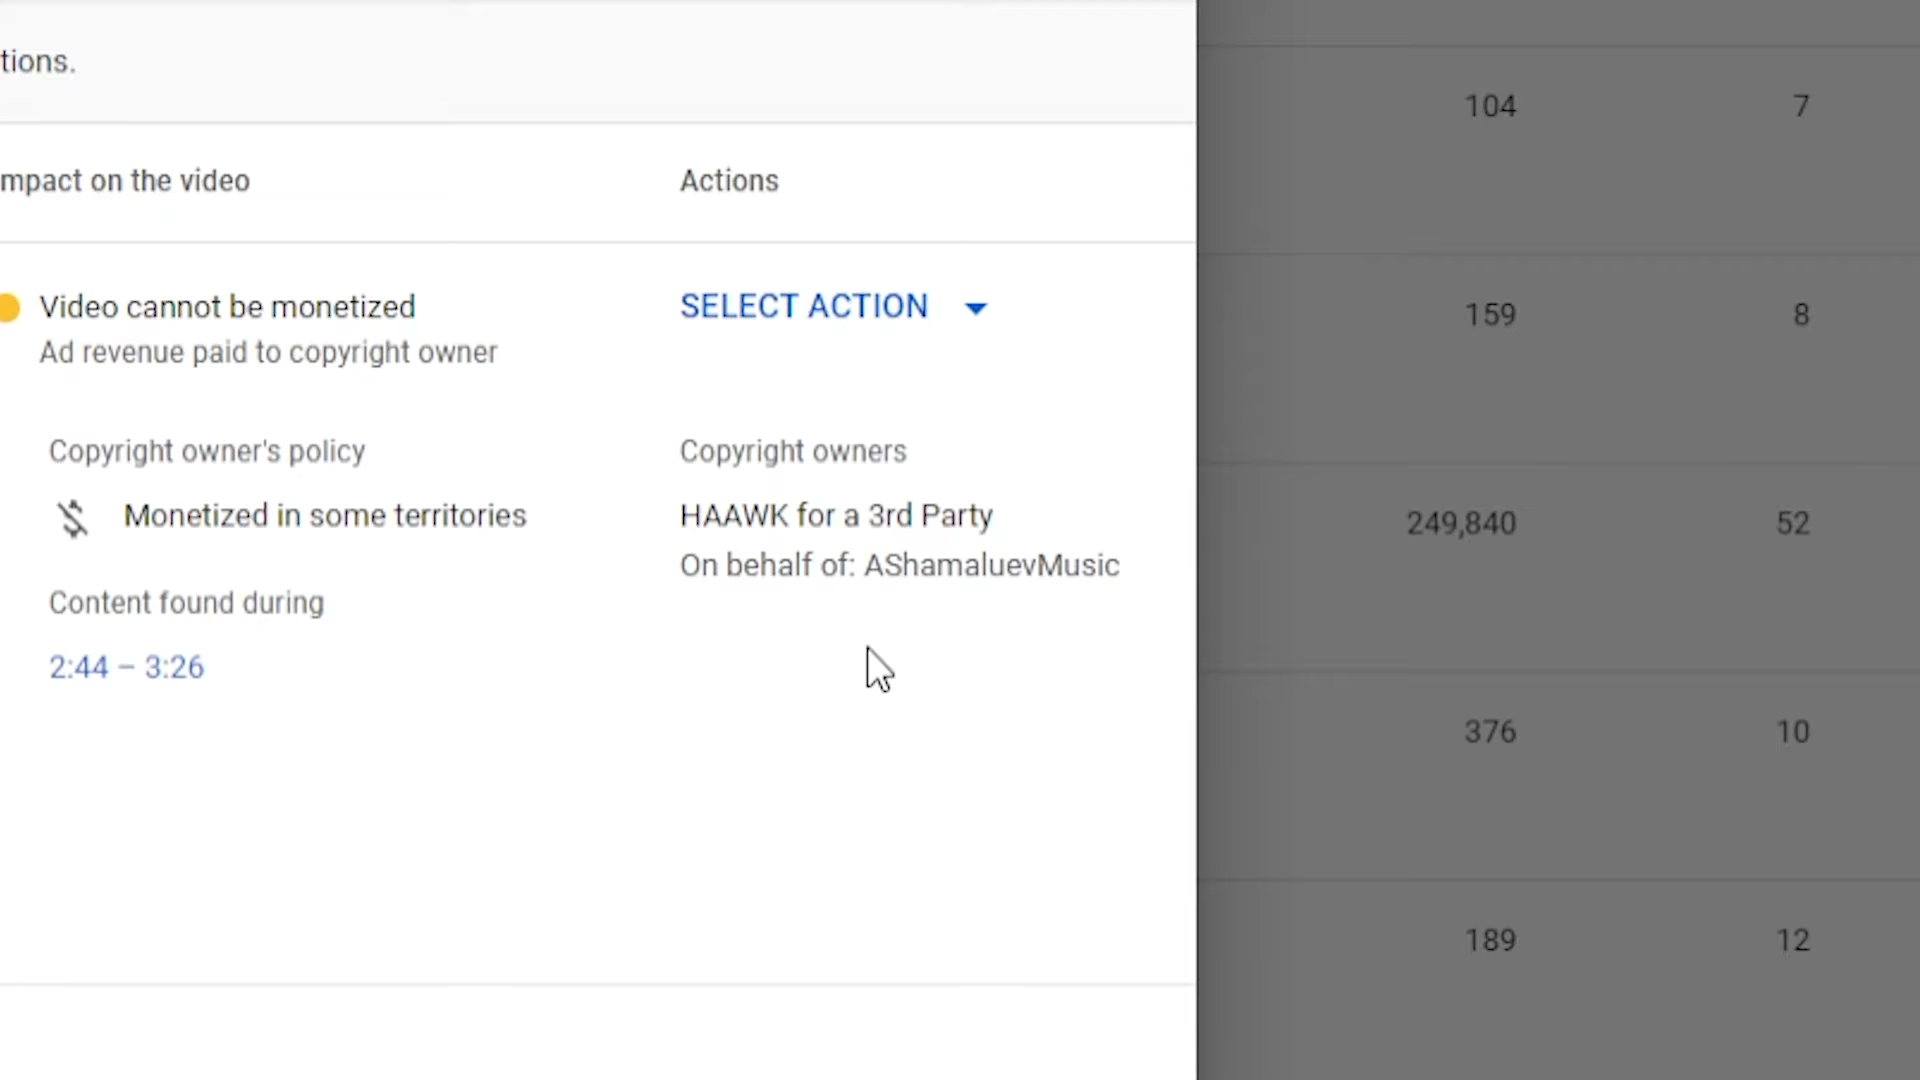 tions.
mpact on the video
Actions
Video cannot be monetized
SELECT ACTION
Ad revenue paid to copyright owner
Copyright owner's policy
Copyright owners
Monetized in some territories
HAAWK for a 3rd Party
On behalf of: AShamaluevMusic
Content found during
2:44 – 3:26
104 7
159 8
249,840 52
376 10
189 12